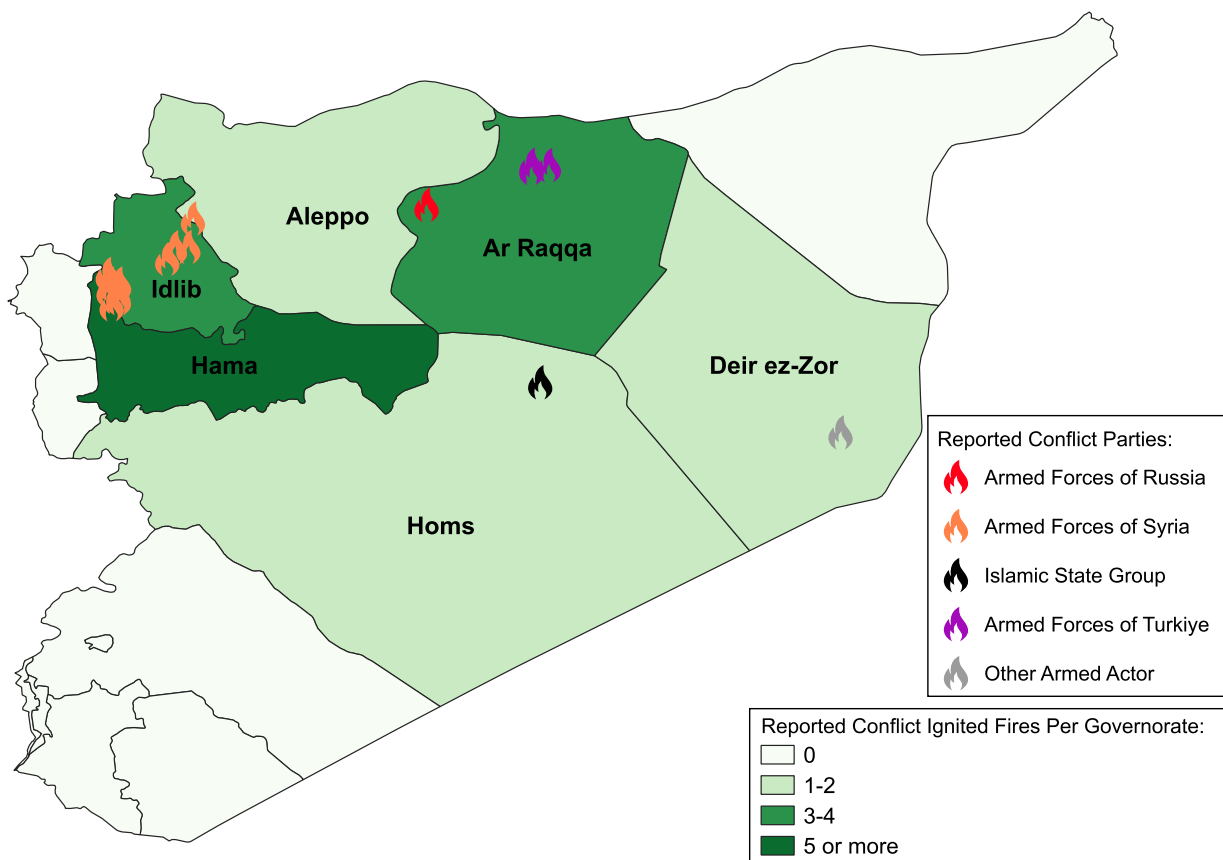 Aleppo
Ar Raqqa
Idlib
Hama
Deir ez-Zor
Homs
Reported Conflict Parties:
Armed Forces of Russia
Armed Forces of Syria
Islamic State Group
Armed Forces of Turkiye
Other Armed Actor
Reported Conflict Ignited Fires Per Governorate:
0
1-2
3-4
5 or more